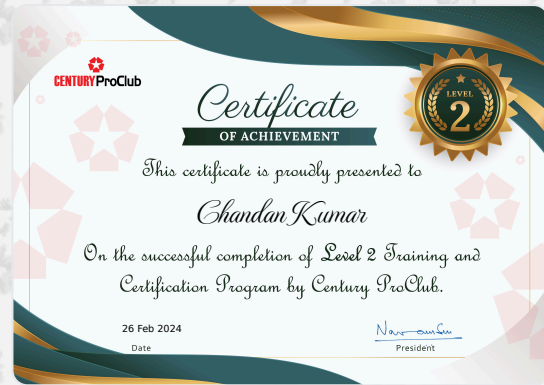 CENTURY ProClub
Certificate
OF ACHIEVEMENT
LEVEL
2
This certificate is proudly presented to
Chandan Kumar
On the successful completion of Level 2 Training and
Certification Program by Century ProClub.
26 Feb 2024
Date
President